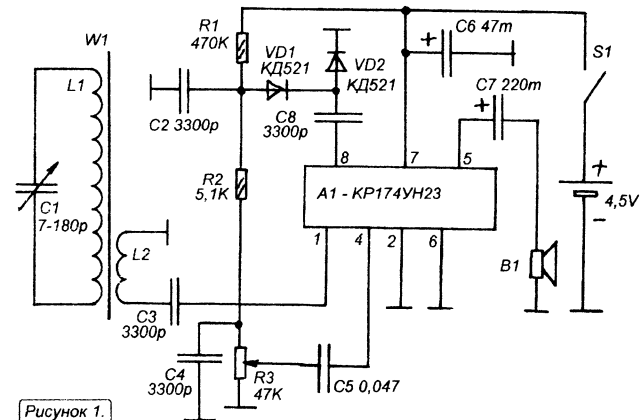 W1
L1
C1
7-180p
L2
C3
3300p
C2 3300p
R1
470K
VD1
КД521
VD2
КД521
C8
3300p
R2
5,1K
C6 47m
C7 220m
S1
+
+
+
-
4,5V
8
7
5
A1 - КР174УН23
1
4
2
6
B1
C4
3300p
R3
47K
C5 0,047
Рисунок 1.